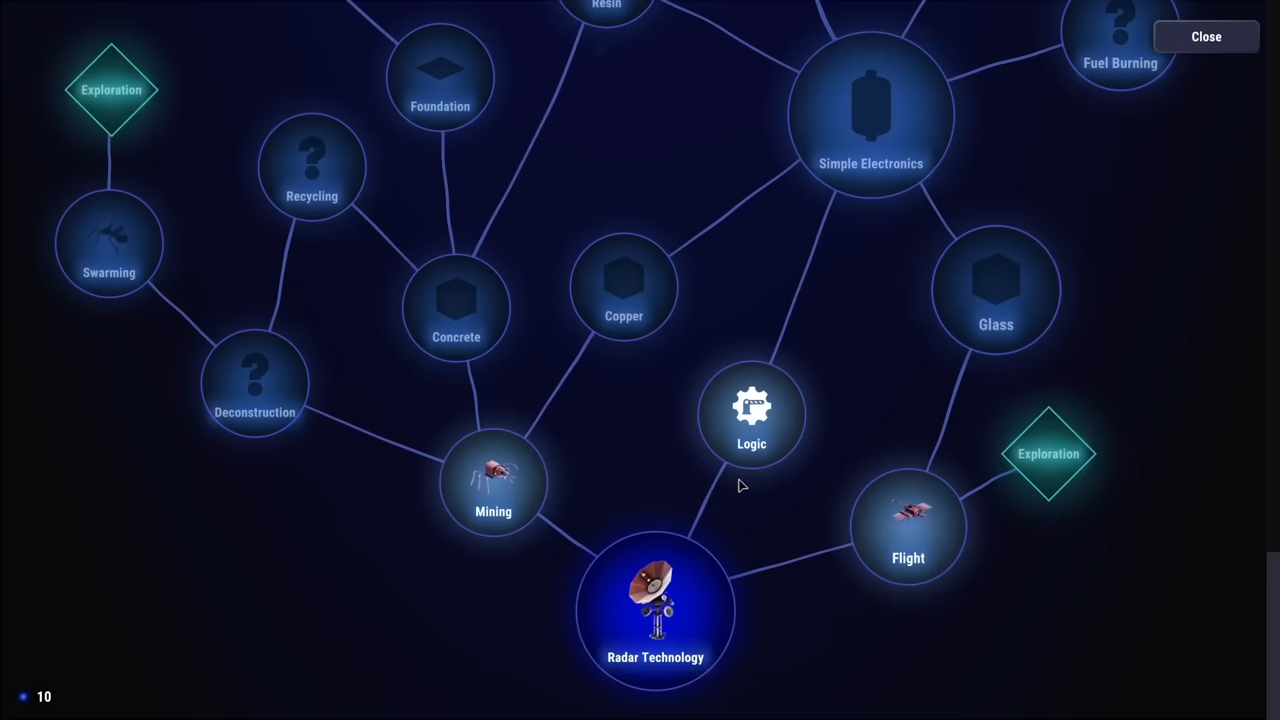 Resin
Close
Fuel Burning
Exploration
Foundation
Simple Electronics
Recycling
Swarming
Copper
Glass
Concrete
Deconstruction
Logic
Exploration
Mining
Flight
Radar Technology
10